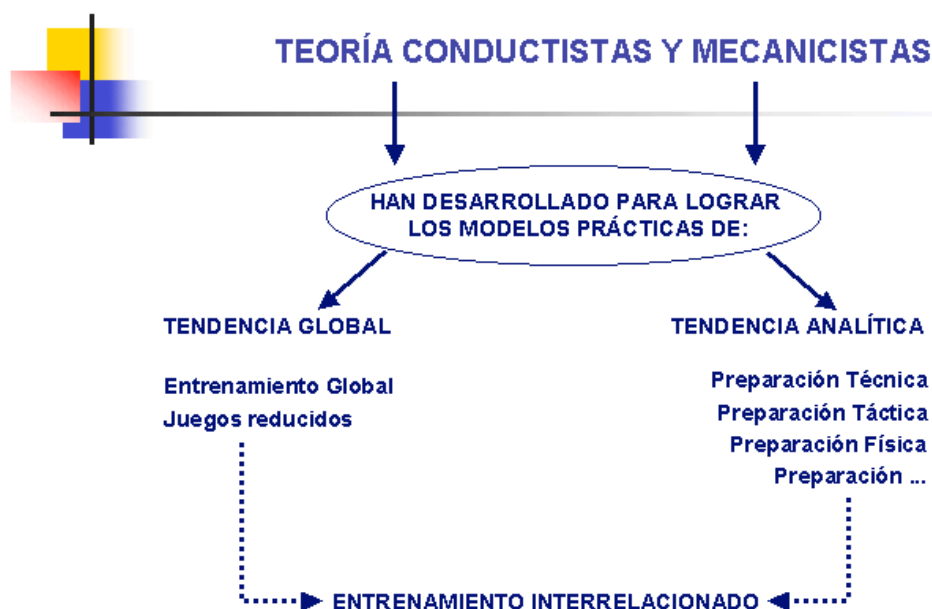 TEORÍA CONDUCTISTAS Y MECANICISTAS
HAN DESARROLLADO PARA LOGRAR
LOS MODELOS PRÁCTICAS DE:
TENDENCIA GLOBAL
Entrenamiento Global
Juegos reducidos
TENDENCIA ANALÍTICA
Preparación Técnica
Preparación Táctica
Preparación Física
Preparación ...
ENTRENAMIENTO INTERRELACIONADO